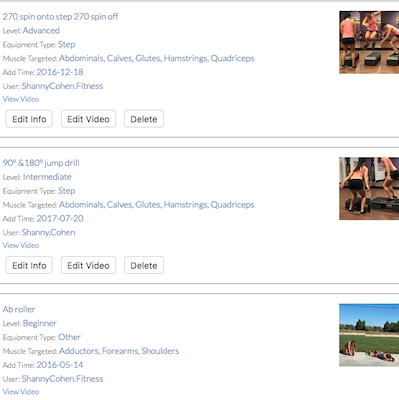 270 spin onto step 270 spin off
Level: Advanced
Equipment Type: Step
Muscle Targeted: Abdominals, Calves, Glutes, Hamstrings, Quadriceps
Add Time: 2016-12-18
User: ShannyCohen.Fitness
View Video
Edit Info Edit Video Delete
90º &180º jump drill
Level: Intermediate
Equipment Type: Step
Muscle Targeted: Abdominals, Calves, Glutes, Hamstrings, Quadriceps
Add Time: 2017-07-20
User: Shanny.Cohen
View Video
Edit Info Edit Video Delete
Ab roller
Level: Beginner
Equipment Type: Other
Muscle Targeted: Adductors, Forearms, Shoulders
Add Time: 2016-05-14
User: ShannyCohen.Fitness
View Video